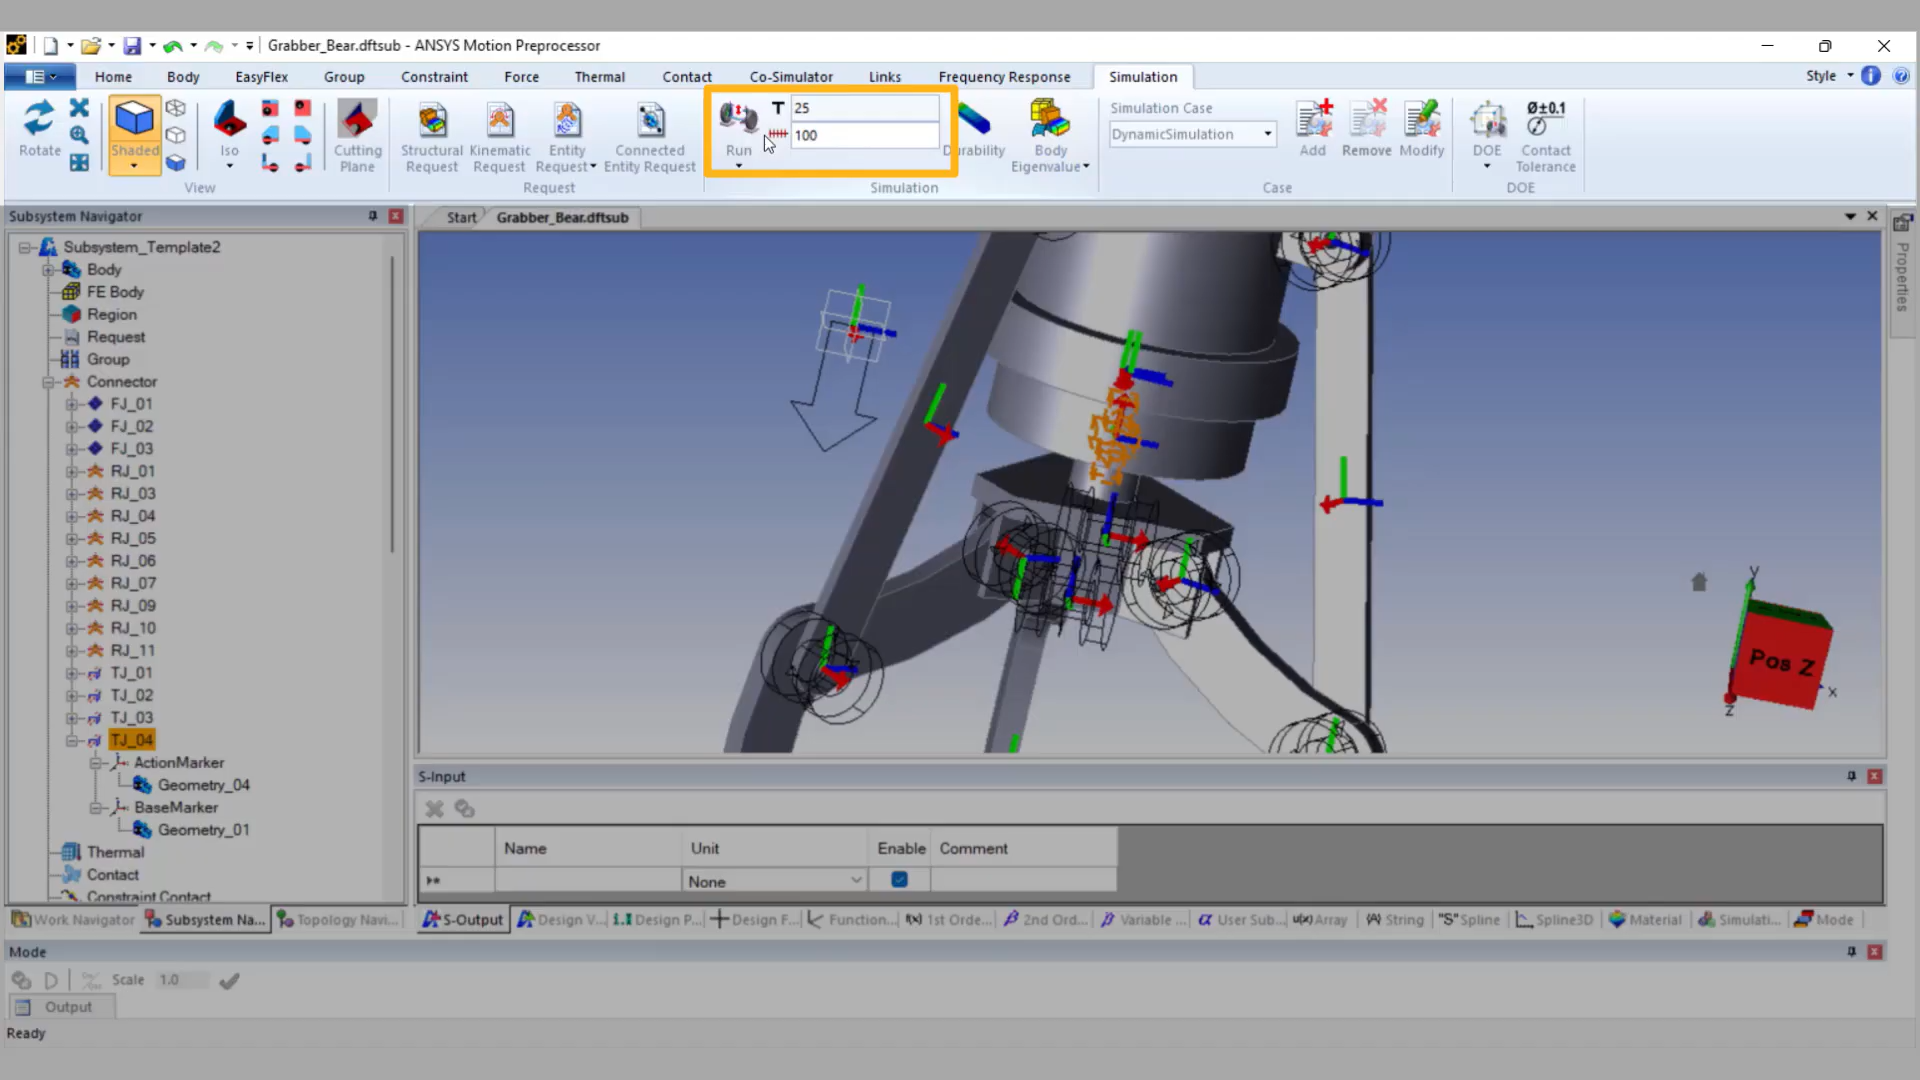 Grabber_Bear.dftsub - ANSYS Motion Preprocessor
Home Body EasyFlex Group Constraint Force Thermal Contact Co-Simulator Links Frequency Response Simulation Style
Rotate Shaded Iso Cutting Plane
View
Structural Request Kinematic Request Entity Request Connected Entity Request
Request
Run T 25
100
Body Eigenvalue
Simulation
Simulation Case
DynamicSimulation
Add Remove Modify
Case
Ø±0.1
DOE Contact Tolerance
DOE
Subsystem Navigator
Start Grabber_Bear.dftsub
Properties
Subsystem_Template2
Body
FE Body
Region
Request
Group
Connector
FJ_01
FJ_02
FJ_03
RJ_01
RJ_03
RJ_04
RJ_05
RJ_06
RJ_07
RJ_09
RJ_10
RJ_11
TJ_01
TJ_02
TJ_03
TJ_04
ActionMarker
Geometry_04
BaseMarker
Geometry_01
Thermal
Contact
Constraint Contact
Y
Pos Z
X
Z
S-Input
Name Unit Enable Comment
None
Work Navigator Subsystem Na... Topology Navi...
S-Output Design V... Design P... Design F... Function... 1st Orde... 2nd Ord... Variable ... User Sub... Array String "S" Spline Spline3D Material Simulati... Mode
Mode
Scale 1.0
Output
Ready